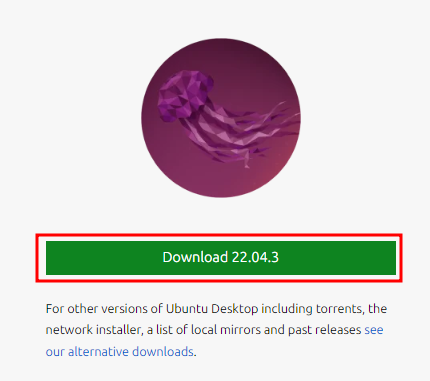 Download 22.04.3
For other versions of Ubuntu Desktop including torrents, the
network installer, a list of local mirrors and past releases see
our alternative downloads.